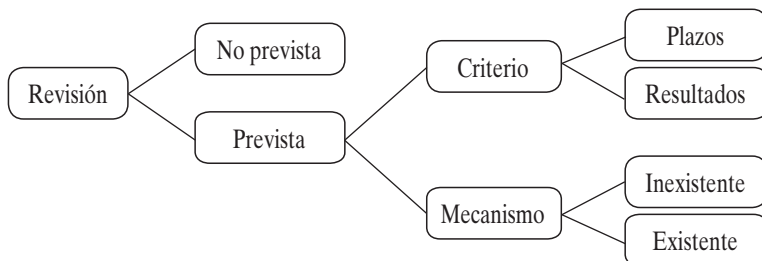 Revisión
No prevista
Prevista
Criterio
Plazos
Resultados
Mecanismo
Inexistente
Existente